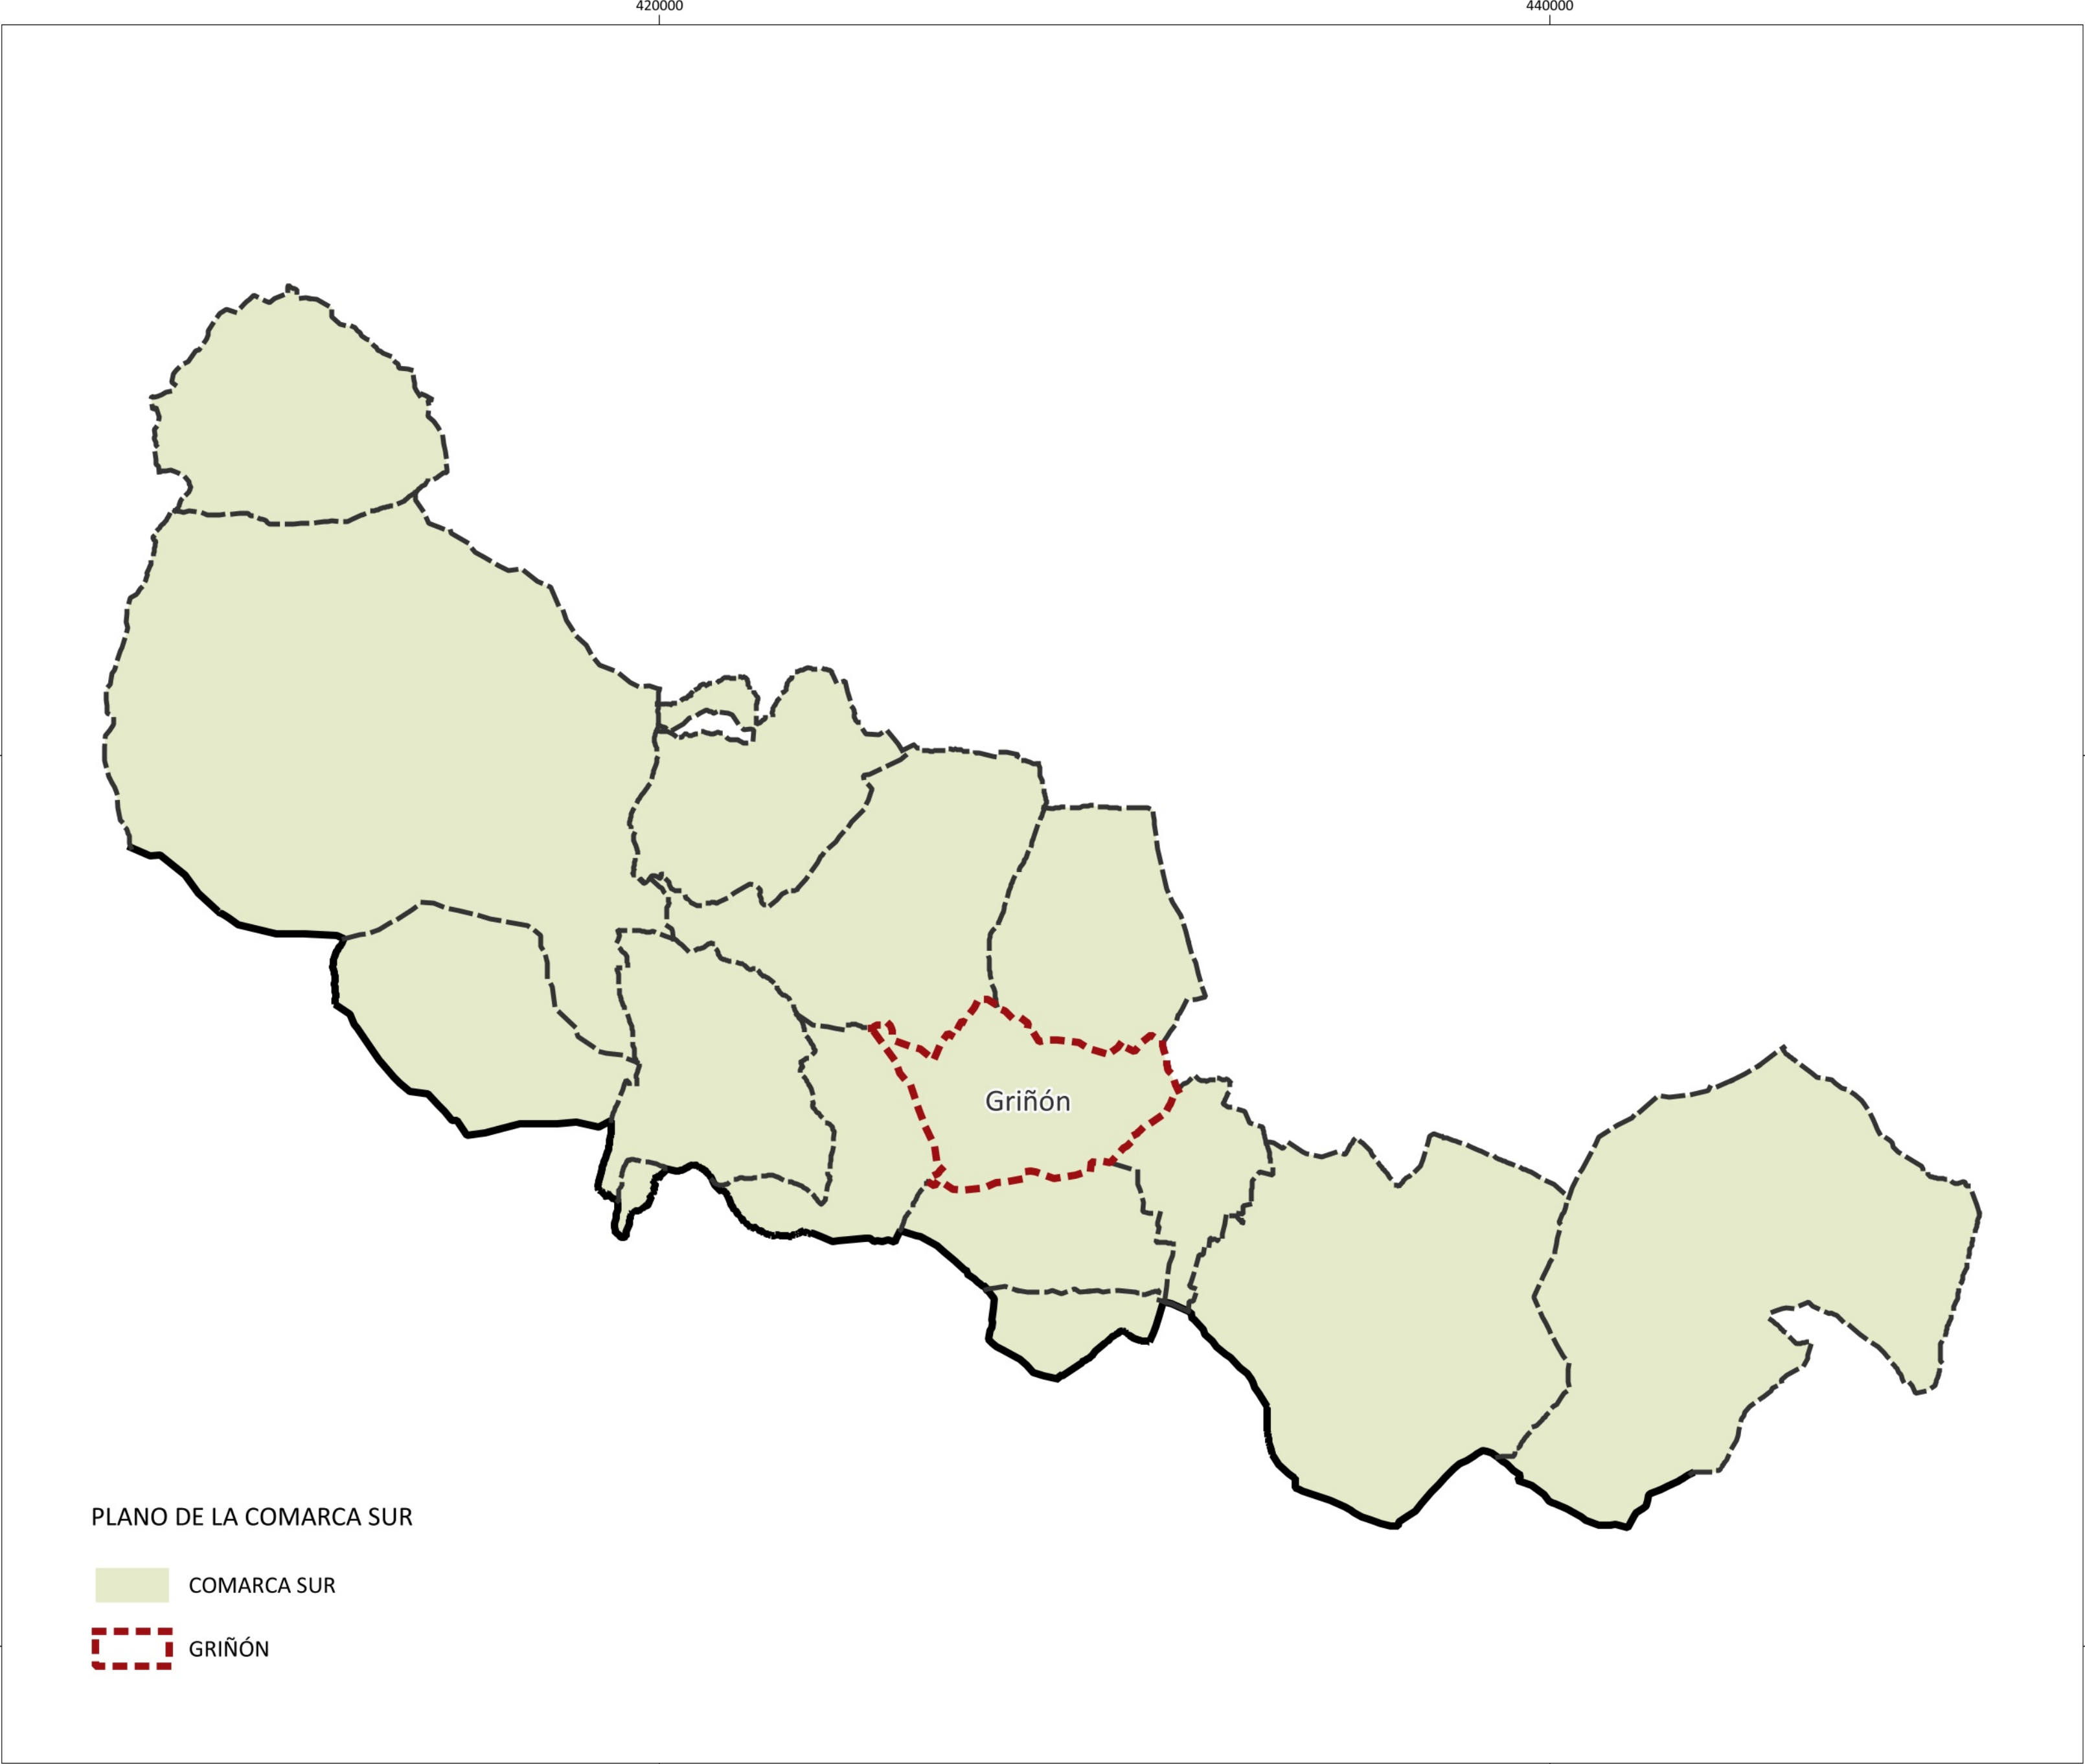 420000
440000
Griñón
PLANO DE LA COMARCA SUR
COMARCA SUR
GRIÑÓN